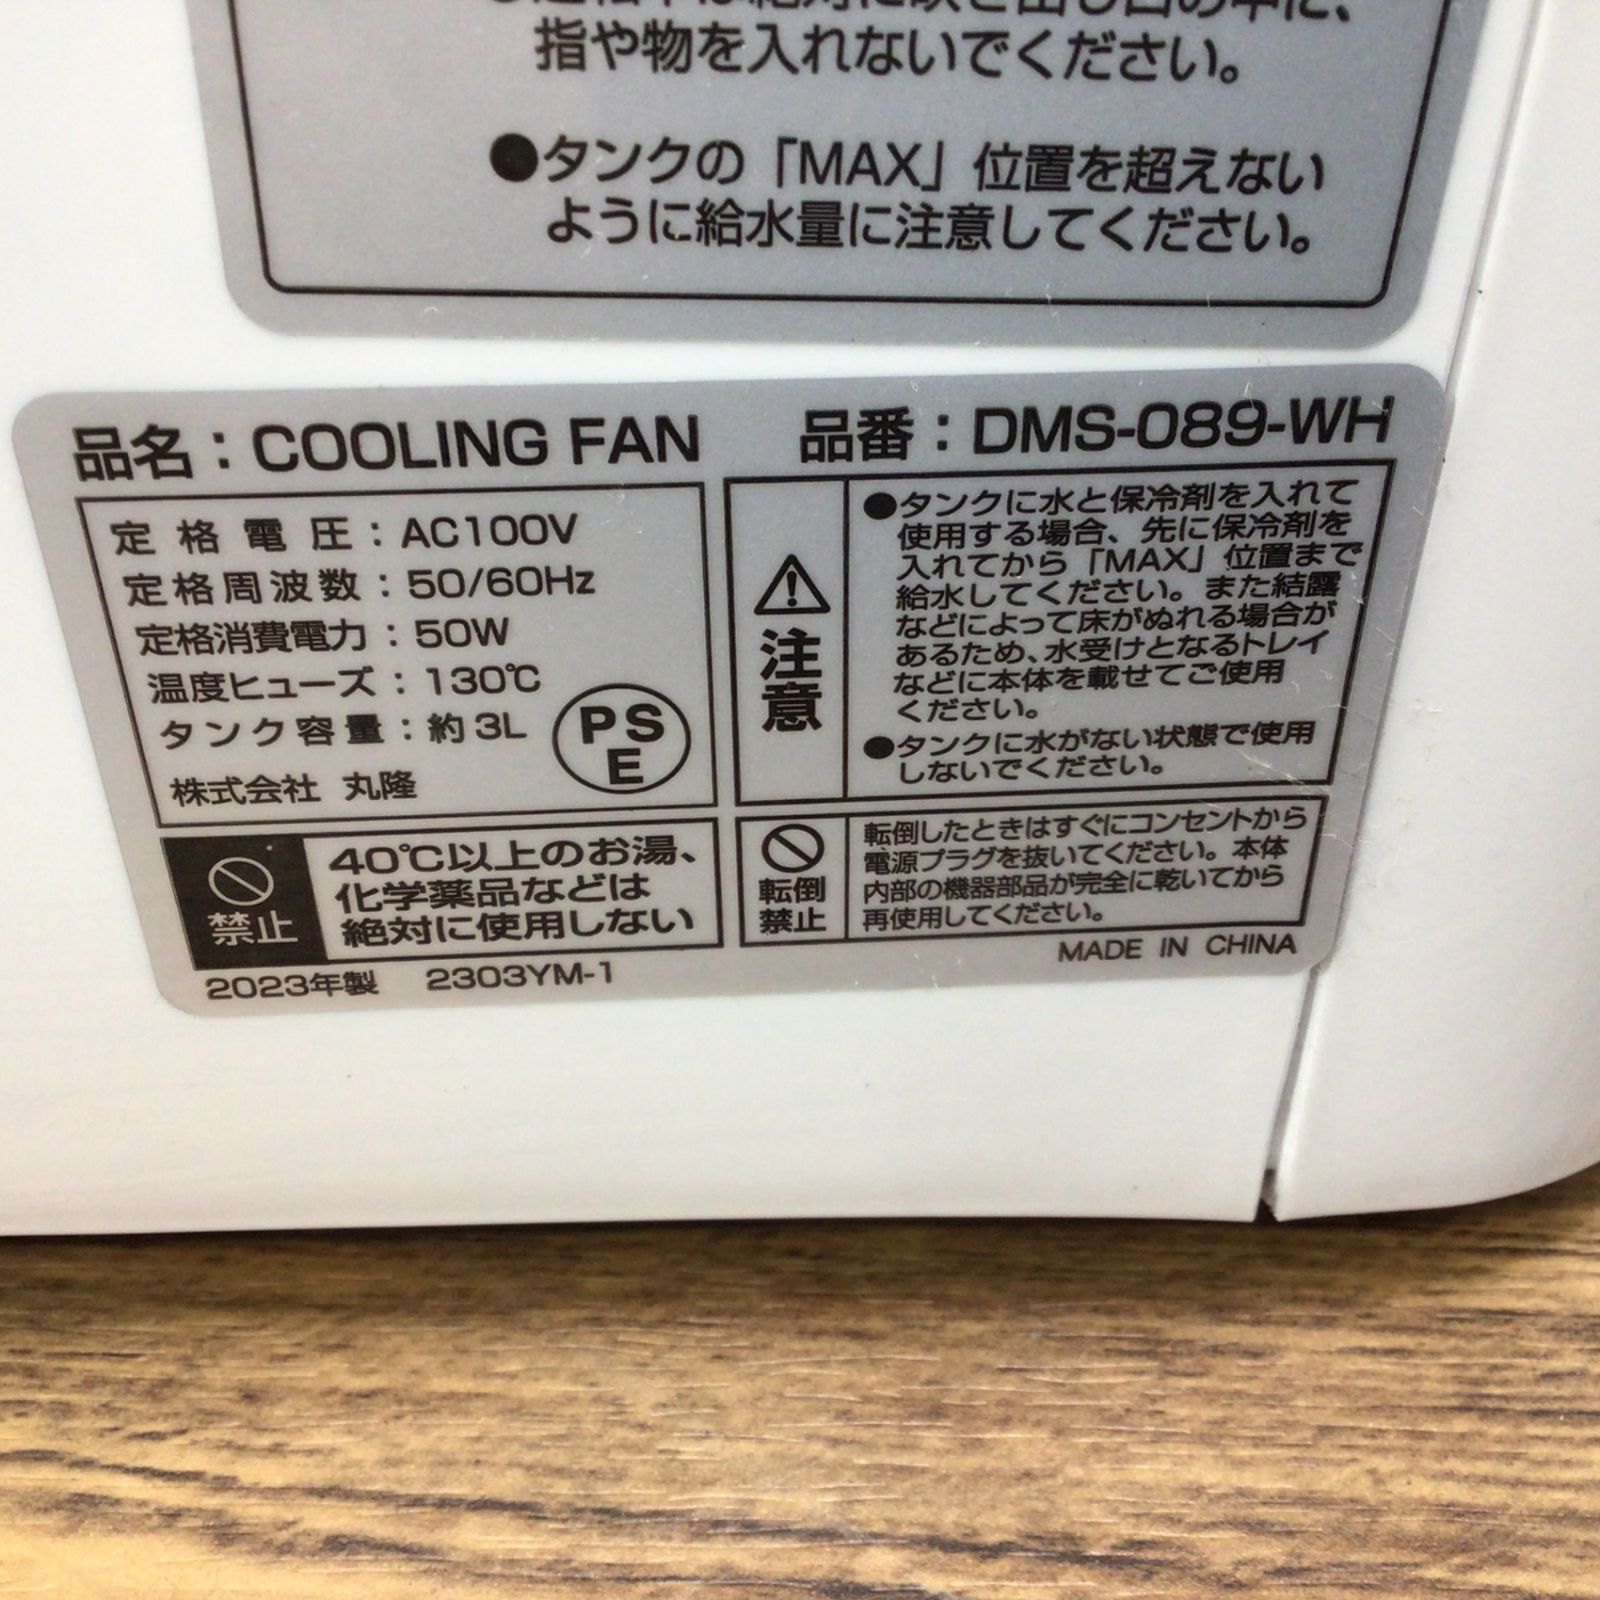 指や物を入れないでください。
●タンクの「MAX」位置を超えない
ように給水量に注意してください。
品名：COOLING FAN 品番：DMS-089-WH
定格電圧：AC100V
定格周波数：50/60Hz
定格消費電力：50W
温度ヒューズ：130℃
タンク容量：約3L
株式会社 丸隆
PS
E
注意
●タンクに水と保冷剤を入れて
使用する場合、先に保冷剤を
入れてから「MAX」位置まで
給水してください。また結露
などによって床がぬれる場合が
あるため、水受けとなるトレイ
などに本体を載せてご使用
ください。
●タンクに水がない状態で使用
しないでください。
禁止
40℃以上のお湯、
化学薬品などは
絶対に使用しない
転倒
禁止
転倒したときはすぐにコンセントから
電源プラグを抜いてください。本体
内部の機器部品が完全に乾いてから
再使用してください。
2023年製 2303YM-1
MADE IN CHINA